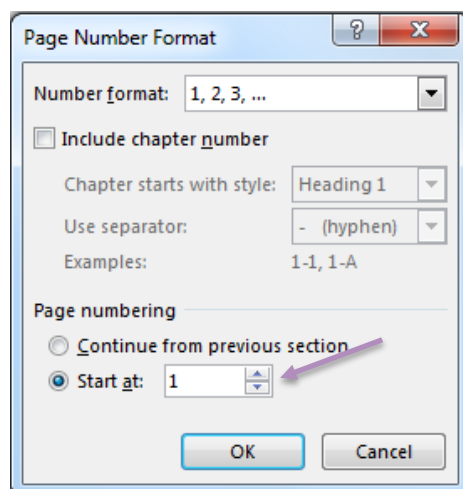 Page Number Format
Number format: 1, 2, 3, ...
Include chapter number
Chapter starts with style: Heading 1
Use separator: - (hyphen)
Examples: 1-1, 1-A
Page numbering
Continue from previous section
Start at: 1
OK Cancel